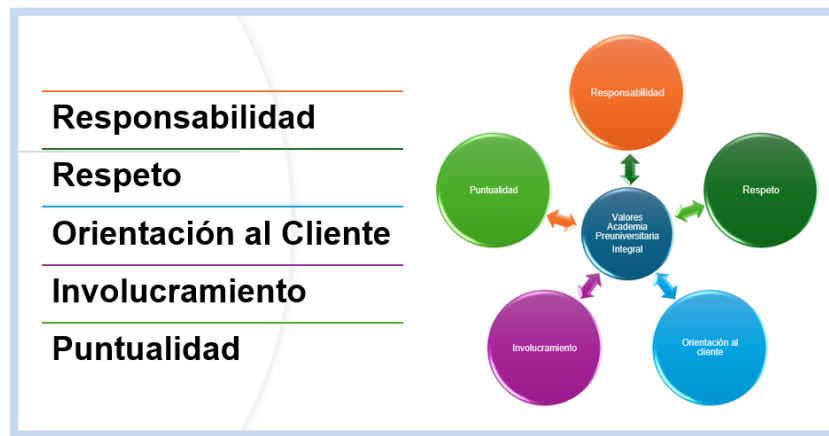 Responsabilidad
Respeto
Orientación al Cliente
Involucramiento
Puntualidad
Responsabilidad
Puntualidad
Respeto
Valores
Academia
Preuniversitaria
Integral
Involucramiento
Orientación al
cliente